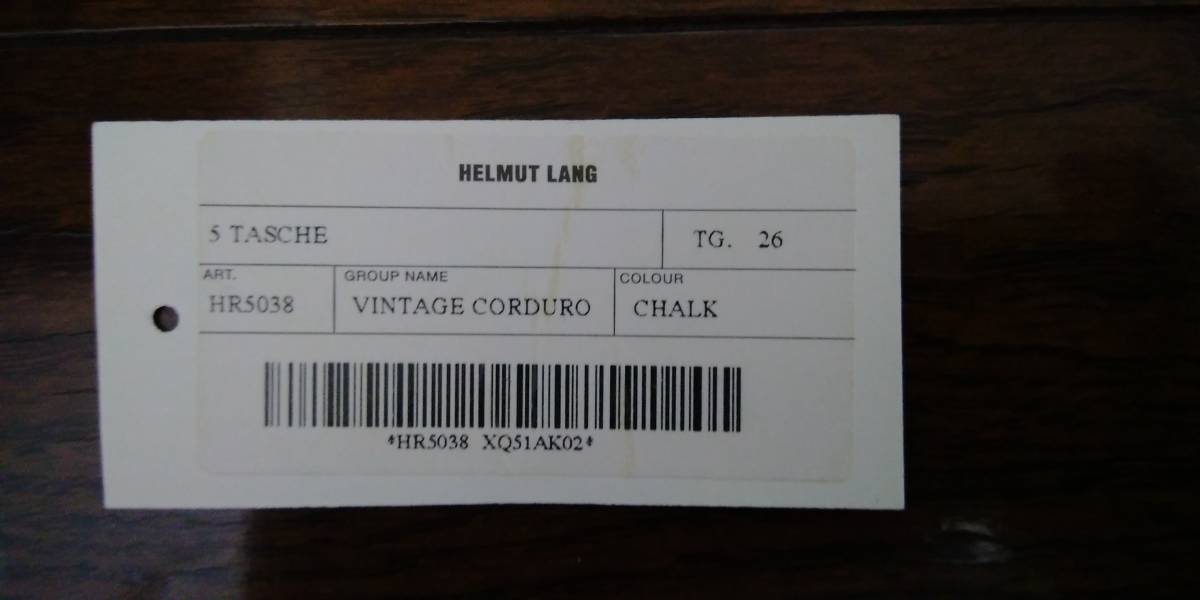 HELMUT LANG
5 TASCHE TG. 26
ART. GROUP NAME COLOUR
HR5038 VINTAGE CORDURO CHALK
*HR5038 XQ51AK02*